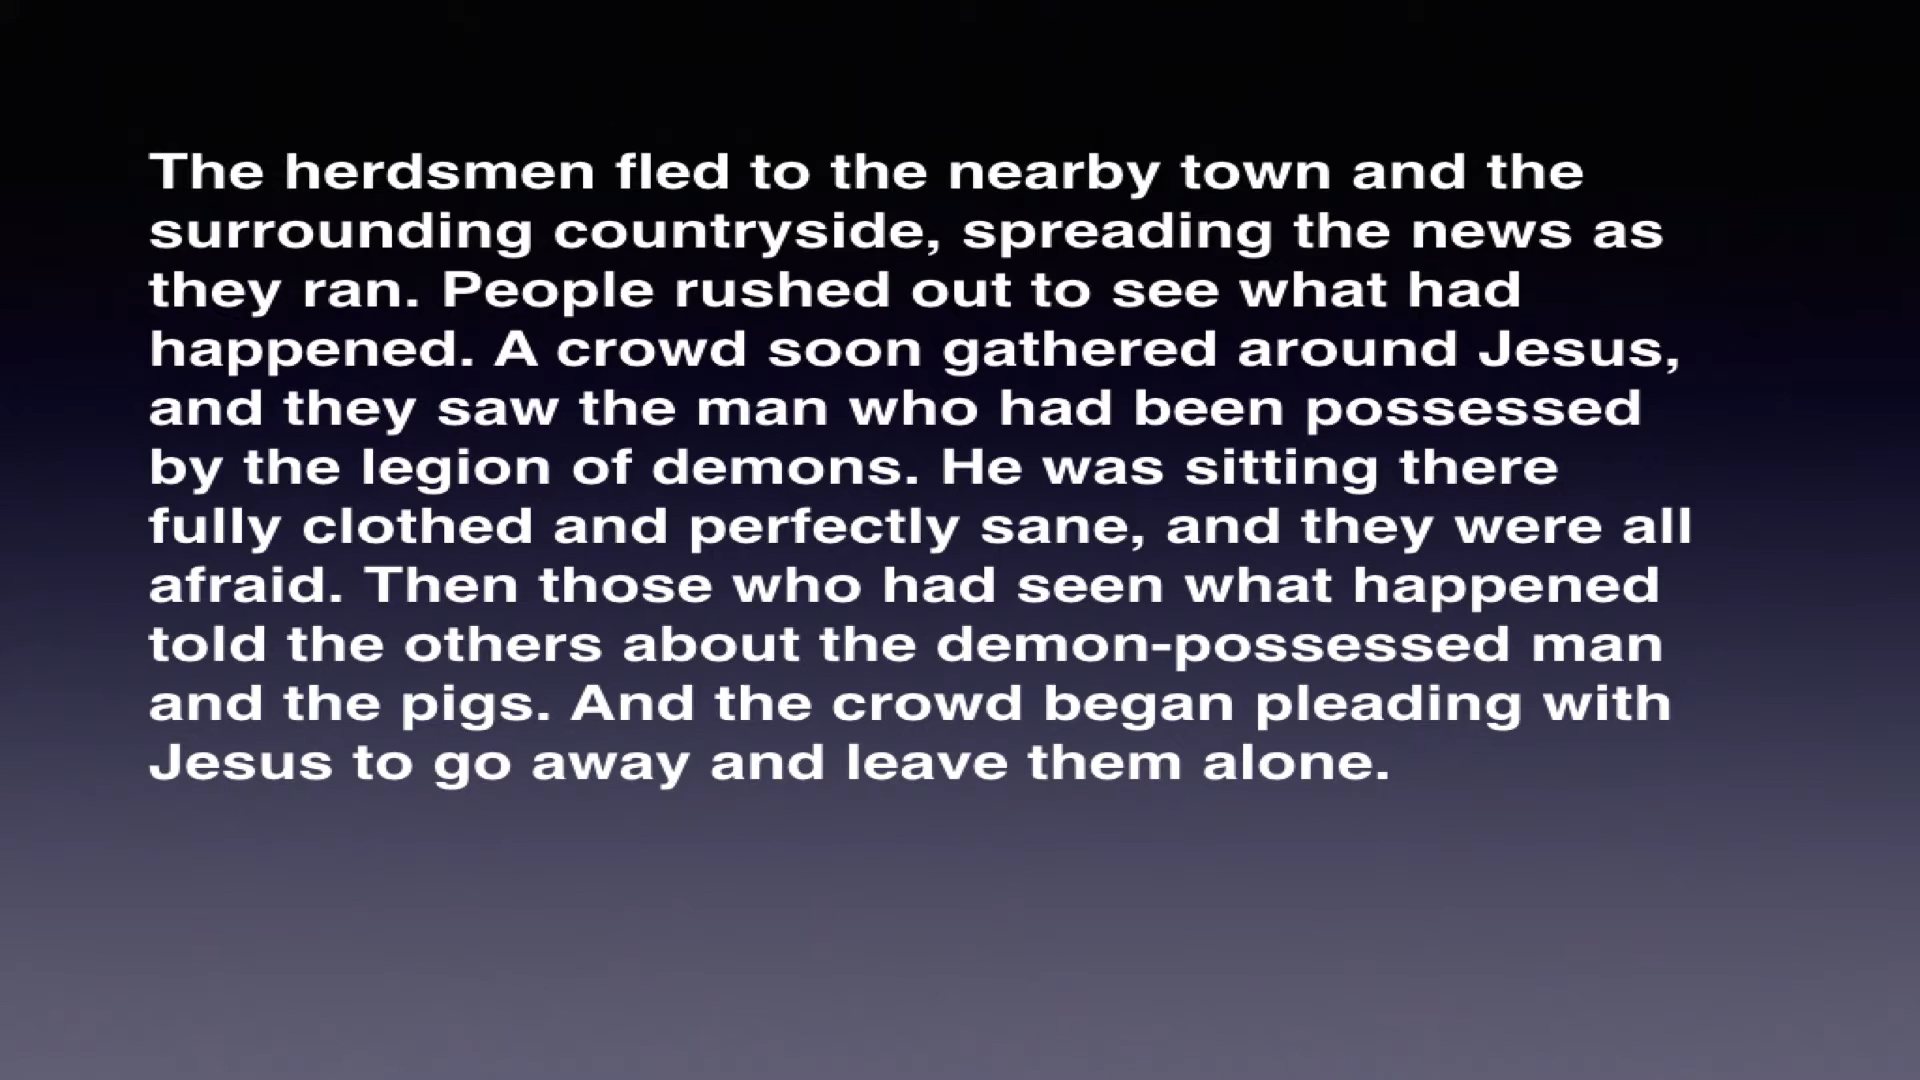 The herdsmen fled to the nearby town and the
surrounding countryside, spreading the news as
they ran. People rushed out to see what had
happened. A crowd soon gathered around Jesus,
and they saw the man who had been possessed
by the legion of demons. He was sitting there
fully clothed and perfectly sane, and they were all
afraid. Then those who had seen what happened
told the others about the demon-possessed man
and the pigs. And the crowd began pleading with
Jesus to go away and leave them alone.